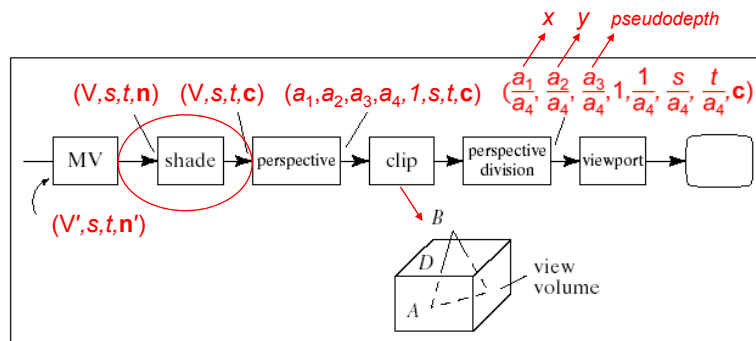 x y pseudodepth
(V,s,t,n) (V,s,t,c) (a₁,a₂,a₃,a₄,1,s,t,c) (a₁/a₄, a₂/a₄, a₃/a₄, 1, 1/a₄, s/a₄, t/a₄, c)
MV shade perspective clip perspective division viewport
(V′,s,t,n′)
B
D
A
view
volume